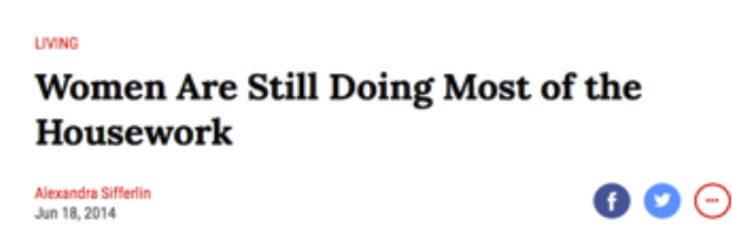 LIVING
Women Are Still Doing Most of the
Housework
Alexandra Sifferlin
Jun 18, 2014